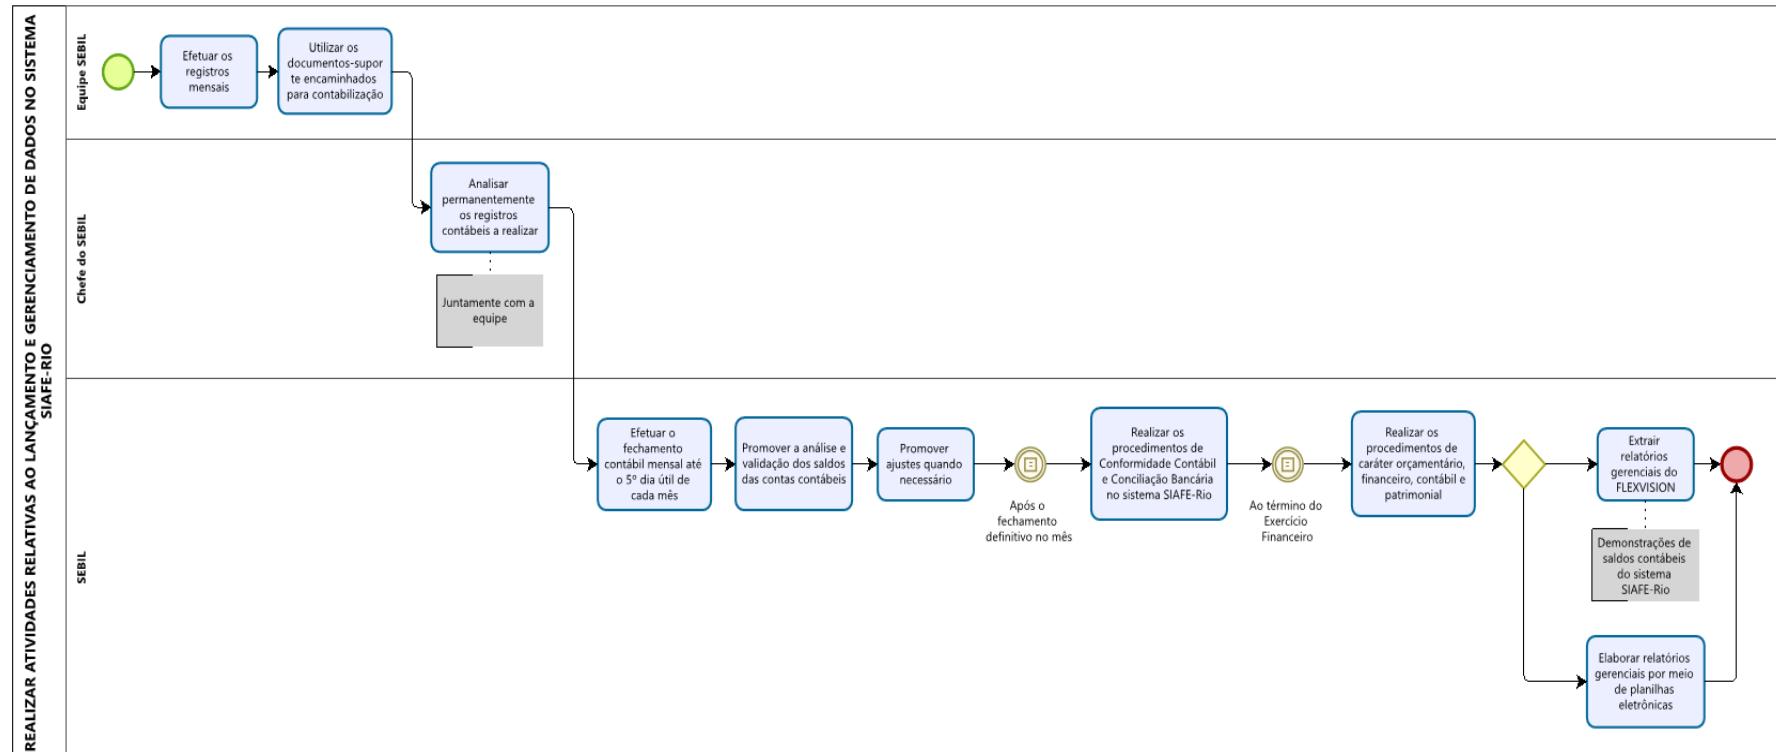 REALIZAR ATIVIDADES RELATIVAS AO LANÇAMENTO E GERENCIAMENTO DE DADOS NO SISTEMA
SIAFE-RIO
Equipe SEBIL
Efetuar os
registros
mensais
Utilizar os
documentos-supor
te encaminhados
para contabilização
Chefe do SEBIL
Analisar
permanentemente
os registros
contábeis a realizar
Juntamente com a
equipe
SEBIL
Efetuar o
fechamento
contábil mensal até
o 5º dia útil de
cada mês
Promover a análise e
validação dos saldos
das contas contábeis
Promover
ajustes quando
necessário
Após o
fechamento
definitivo no mês
Realizar os
procedimentos de
Conformidade Contábil
e Conciliação Bancária
no sistema SIAFE-Rio
Ao término do
Exercício
Financeiro
Realizar os
procedimentos de
caráter orçamentário,
financeiro, contábil e
patrimonial
Extrair
relatórios
gerenciais do
FLEXVISION
Demonstrações de
saldos contábeis
do sistema
SIAFE-Rio
Elaborar relatórios
gerenciais por meio
de planilhas
eletrônicas